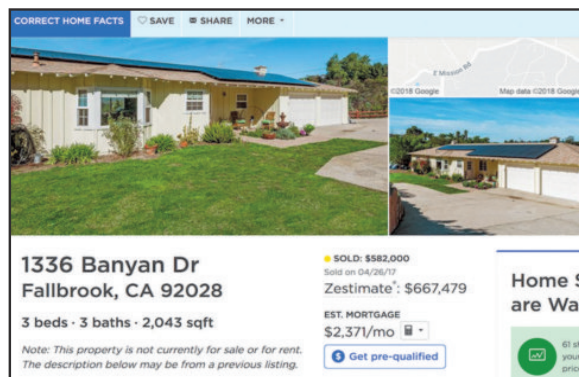 CORRECT HOME FACTS SAVE SHARE MORE
E Mission Rd
©2018 Google Map data ©2018 Google
1336 Banyan Dr
Fallbrook, CA 92028
3 beds · 3 baths · 2,043 sqft
Note: This property is not currently for sale or for rent.
The description below may be from a previous listing.
SOLD: $582,000
Sold on 04/26/17
Zestimate®: $667,479
EST. MORTGAGE
$2,371/mo
Get pre-qualified
Home
are
61